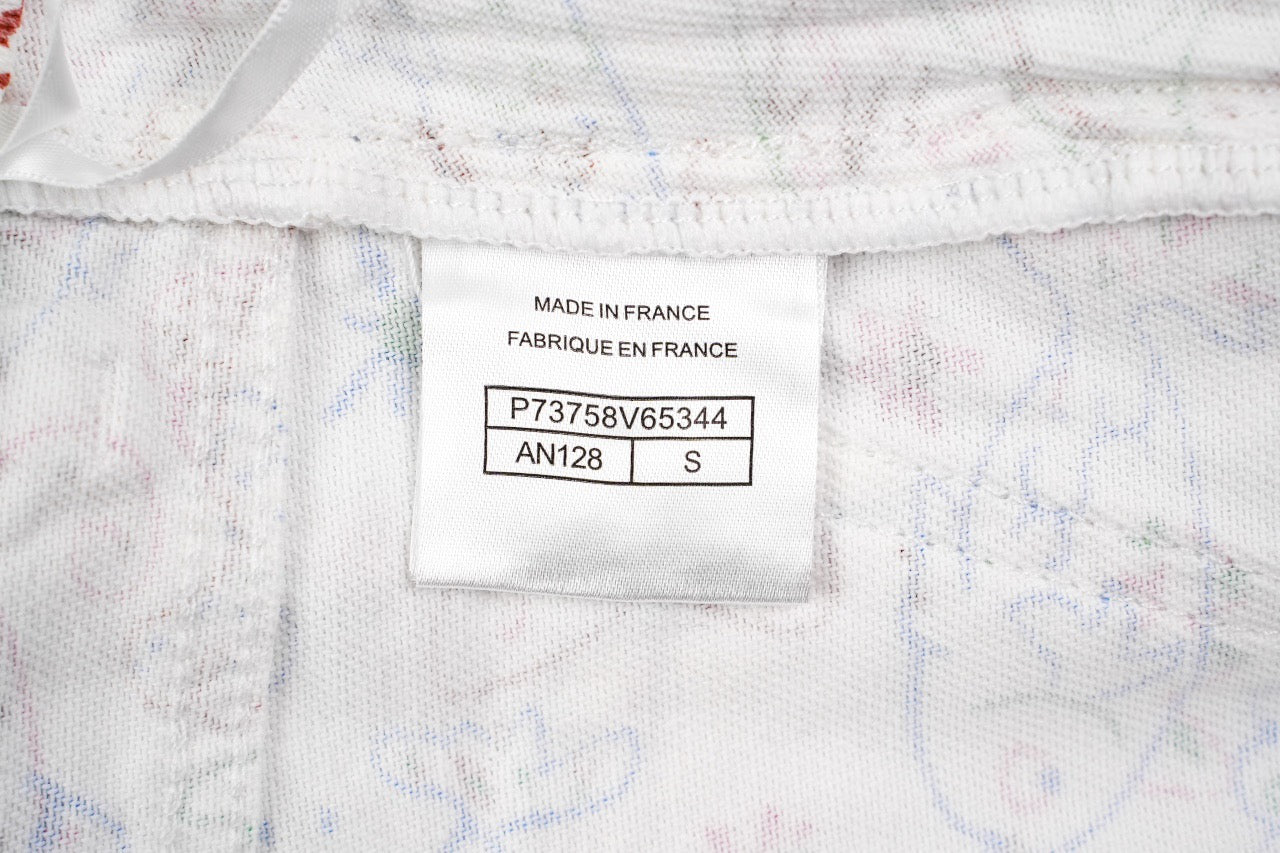 MADE IN FRANCE
FABRIQUE EN FRANCE
P73758V65344
AN128 S